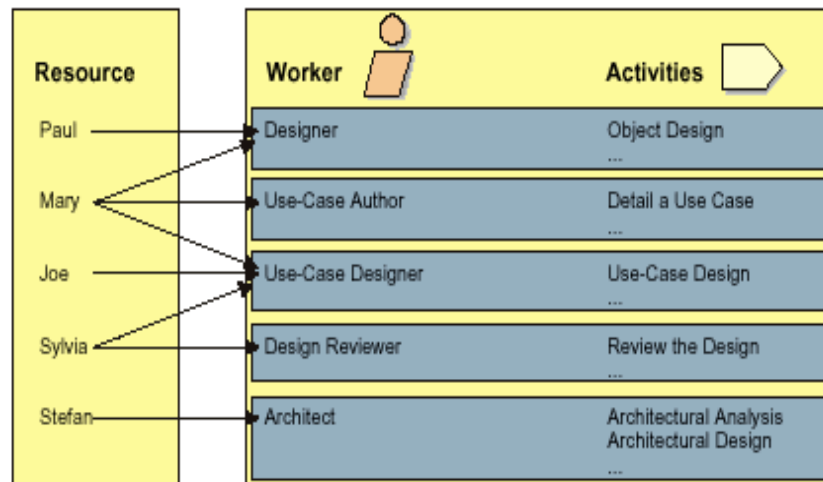 Resource
Worker
Activities
Paul
Designer
Object Design
...
Mary
Use-Case Author
Detail a Use Case
...
Joe
Use-Case Designer
Use-Case Design
...
Sylvia
Design Reviewer
Review the Design
...
Stefan
Architect
Architectural Analysis
Architectural Design
...